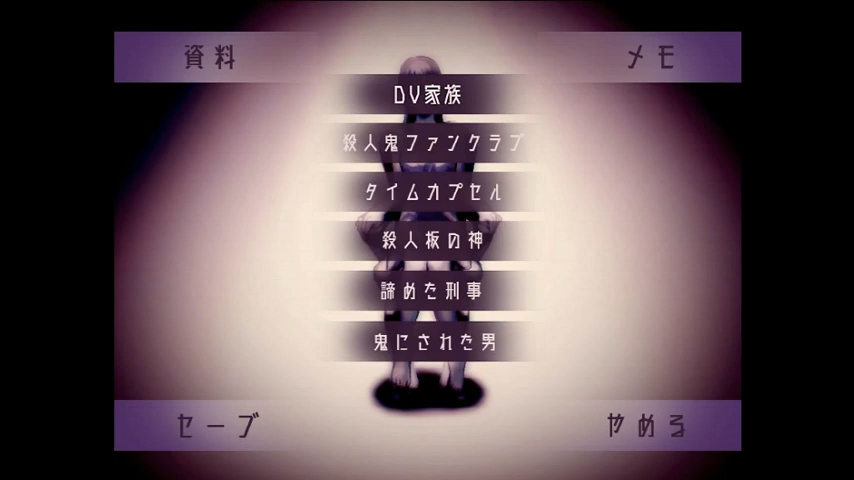 資料
メモ
DV家族
殺人鬼ファンクラブ
タイムカプセル
殺人板の神
諦めた刑事
鬼にされた男
セーブ
やめる